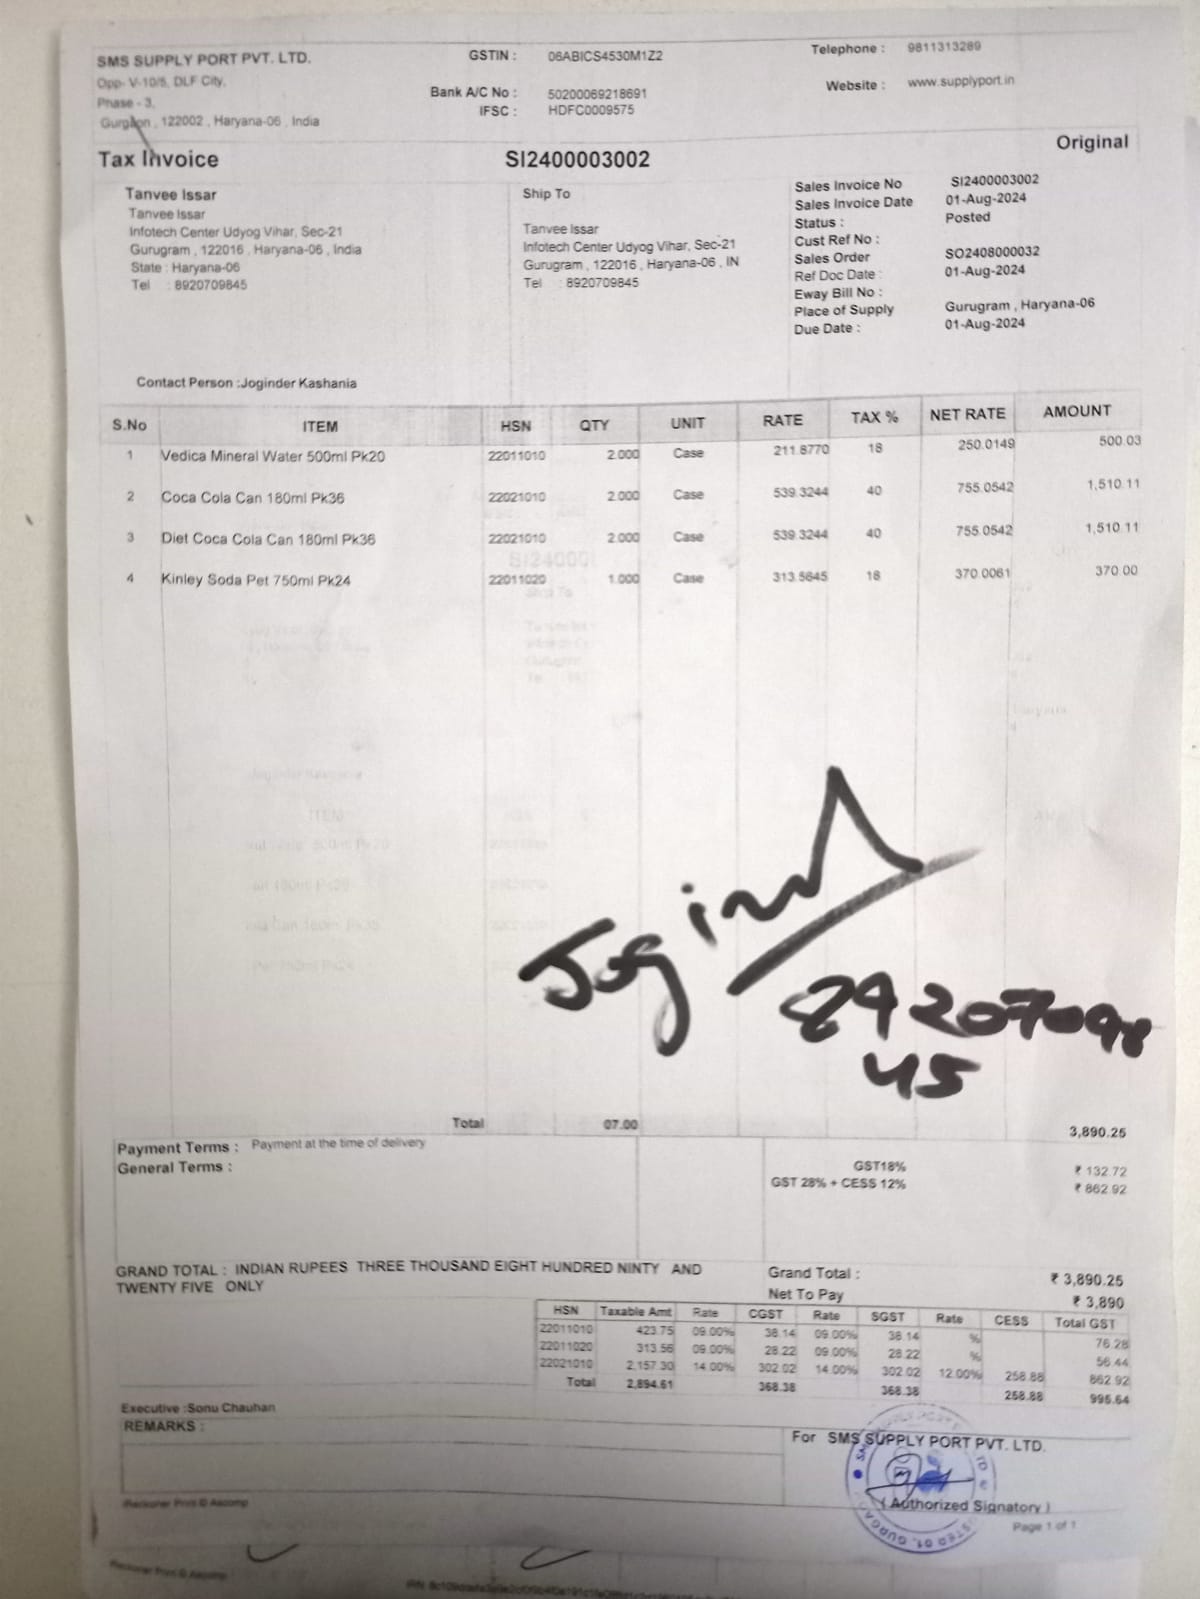 SMS SUPPLY PORT PVT. LTD.
Opp- V-10/5, DLF City,
Phase - 3,
Gurgaon , 122002 , Haryana-06 , India
GSTIN : 06ABICS4530M1Z2
Bank A/C No : 50200069218691
IFSC : HDFC0009575
Telephone : 9811313289
Website : www.supplyport.in
Original
Tax Invoice
SI2400003002
Tanvee Issar
Tanvee Issar
Infotech Center Udyog Vihar, Sec-21
Gurugram , 122016 , Haryana-06 , India
State : Haryana-06
Tel : 8920709845
Ship To
Tanvee Issar
Infotech Center Udyog Vihar, Sec-21
Gurugram , 122016 , Haryana-06 , IN
Tel : 8920709845
Sales Invoice No SI2400003002
Sales Invoice Date 01-Aug-2024
Status : Posted
Cust Ref No :
Sales Order SO2408000032
Ref Doc Date : 01-Aug-2024
Eway Bill No :
Place of Supply Gurugram , Haryana-06
Due Date : 01-Aug-2024
Contact Person :Joginder Kashania
S.No ITEM HSN QTY UNIT RATE TAX % NET RATE AMOUNT
1 Vedica Mineral Water 500ml Pk20 22011010 2.000 Case 211.8770 18 250.0149 500.03
2 Coca Cola Can 180ml Pk36 22021010 2.000 Case 539.3244 40 755.0542 1,510.11
3 Diet Coca Cola Can 180ml Pk36 22021010 2.000 Case 539.3244 40 755.0542 1,510.11
4 Kinley Soda Pet 750ml Pk24 22011020 1.000 Case 313.5645 18 370.0061 370.00
45
Total 07.00 3,890.25
Payment Terms : Payment at the time of delivery
General Terms :
GST18% ₹ 132.72
GST 28% + CESS 12% ₹ 862.92
GRAND TOTAL : INDIAN RUPEES THREE THOUSAND EIGHT HUNDRED NINTY AND
TWENTY FIVE ONLY
Grand Total : ₹ 3,890.25
Net To Pay ₹ 3,890
HSN Taxable Amt Rate CGST Rate SGST Rate CESS Total GST
22011010 423.75 09.00% 38.14 09.00% 38.14 % 76.28
22011020 313.56 09.00% 28.22 09.00% 28.22 % 56.44
22021010 2,157.30 14.00% 302.02 14.00% 302.02 12.00% 258.88 862.92
Total 2,894.61 368.38 368.38 258.88 995.64
Executive :Sonu Chauhan
REMARKS :
For SMS SUPPLY PORT PVT. LTD.
( Authorized Signatory )
iReckoner Print © Ascomp
Page 1 of 1